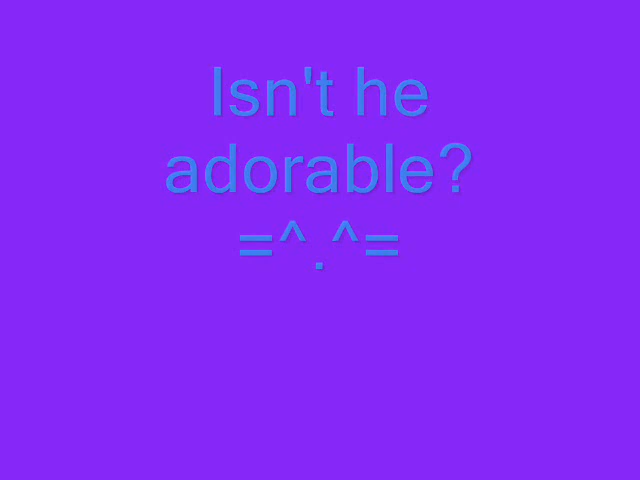 Isn't he
adorable?
=^.^=